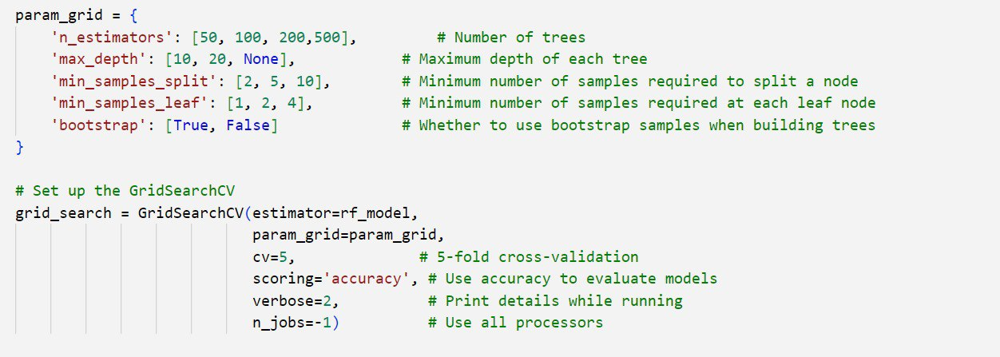 param_grid = {
    'n_estimators': [50, 100, 200,500],         # Number of trees
    'max_depth': [10, 20, None],            # Maximum depth of each tree
    'min_samples_split': [2, 5, 10],        # Minimum number of samples required to split a node
    'min_samples_leaf': [1, 2, 4],          # Minimum number of samples required at each leaf node
    'bootstrap': [True, False]              # Whether to use bootstrap samples when building trees
}

# Set up the GridSearchCV
grid_search = GridSearchCV(estimator=rf_model,
                           param_grid=param_grid,
                           cv=5,              # 5-fold cross-validation
                           scoring='accuracy', # Use accuracy to evaluate models
                           verbose=2,          # Print details while running
                           n_jobs=-1)          # Use all processors